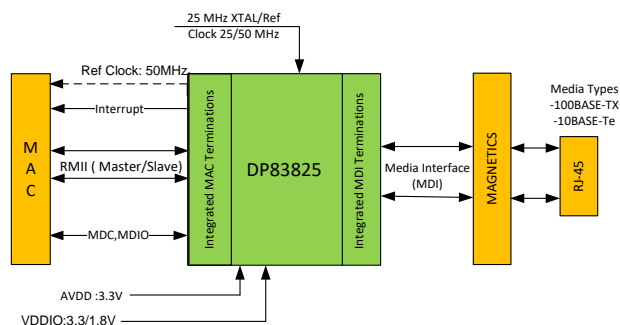 25 MHz XTAL/Ref
Clock 25/50 MHz
Ref Clock: 50MHz
Interrupt
M
A
C
RMII ( Master/Slave)
MDC,MDIO
Integrated MAC Terminations
DP83825
Integrated MDI Terminations
Media Interface
(MDI)
MAGNETICS
Media Types
-100BASE-TX
-10BASE-Te
RJ-45
AVDD :3.3V
VDDIO:3.3/1.8V